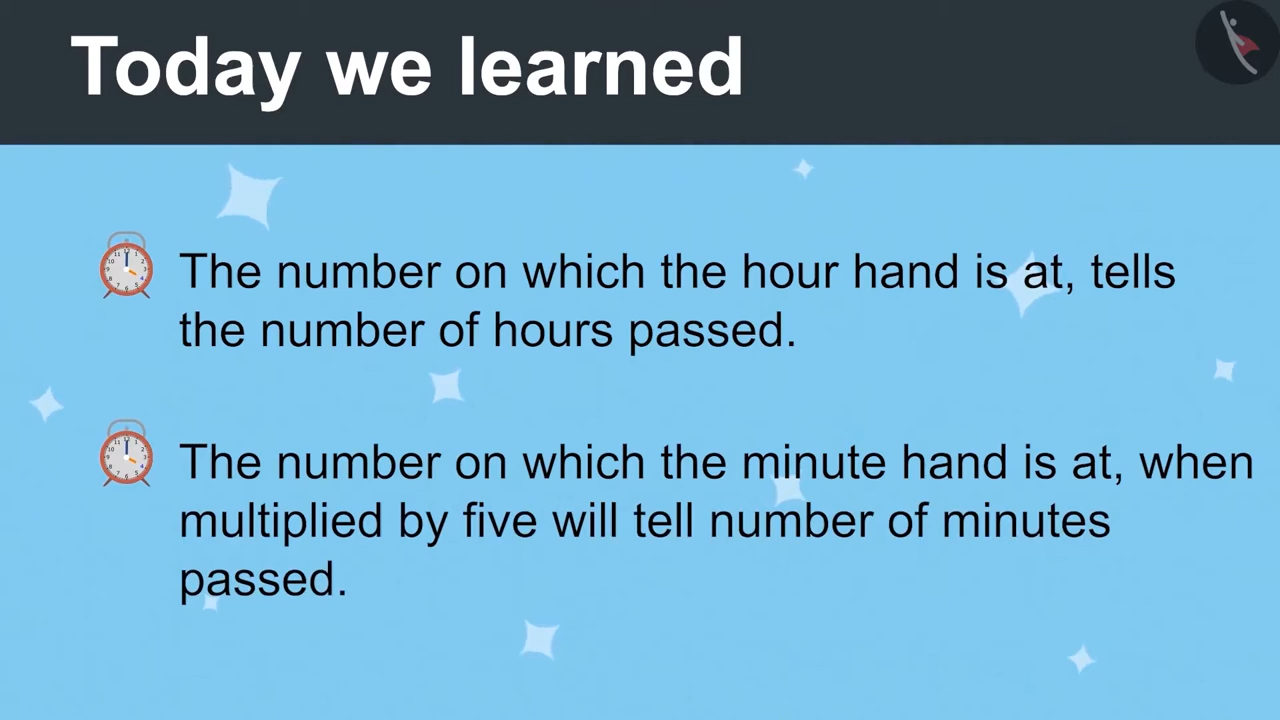 Today we learned
The number on which the hour hand is at, tells
the number of hours passed.
The number on which the minute hand is at, when
multiplied by five will tell number of minutes
passed.